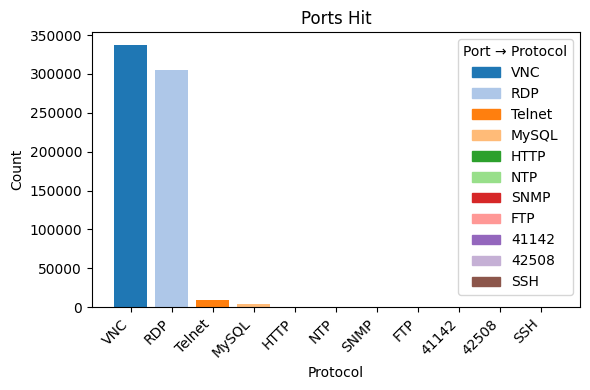 Ports Hit
350000
300000
250000
200000
150000
100000
50000
0
Count
VNC
RDP
Telnet
MySQL
HTTP
NTP
SNMP
FTP
41142
42508
SSH
Protocol
Port → Protocol
VNC
RDP
Telnet
MySQL
HTTP
NTP
SNMP
FTP
41142
42508
SSH